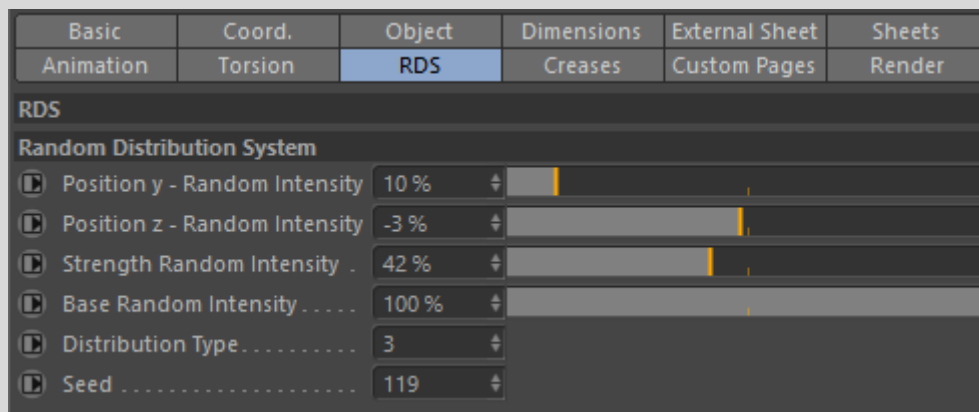 Basic Coord. Object Dimensions External Sheet Sheets
Animation Torsion RDS Creases Custom Pages Render
RDS
Random Distribution System
Position y - Random Intensity 10 %
Position z - Random Intensity -3 %
Strength Random Intensity . 42 %
Base Random Intensity . . . . . 100 %
Distribution Type . . . . . . . . . . 3
Seed . . . . . . . . . . . . . . . . . . . . 119